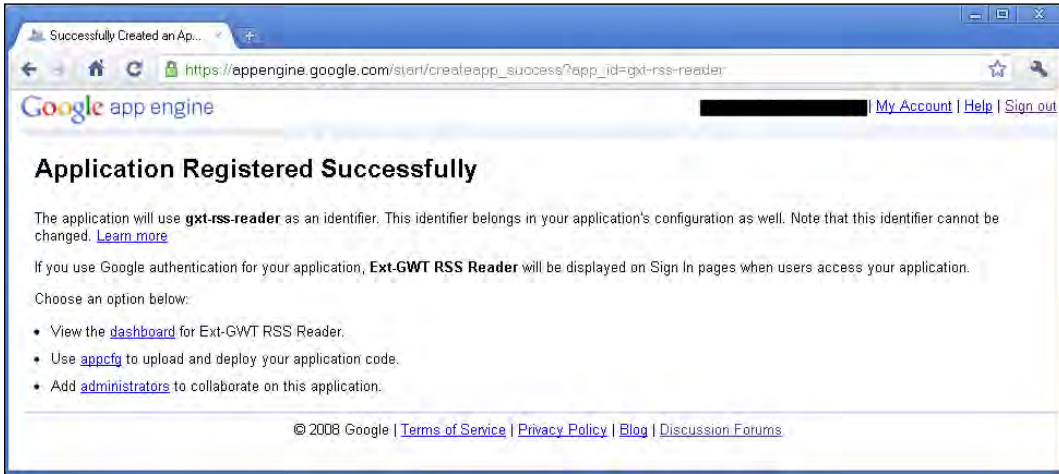 Successfully Created an Ap...
https://appengine.google.com/start/createapp_success?app_id=gxt-rss-reader
Google app engine | My Account | Help | Sign out
Application Registered Successfully
The application will use gxt-rss-reader as an identifier. This identifier belongs in your application's configuration as well. Note that this identifier cannot be
changed. Learn more
If you use Google authentication for your application, Ext-GWT RSS Reader will be displayed on Sign In pages when users access your application.
Choose an option below:
• View the dashboard for Ext-GWT RSS Reader.
• Use appcfg to upload and deploy your application code.
• Add administrators to collaborate on this application.
© 2008 Google | Terms of Service | Privacy Policy | Blog | Discussion Forums